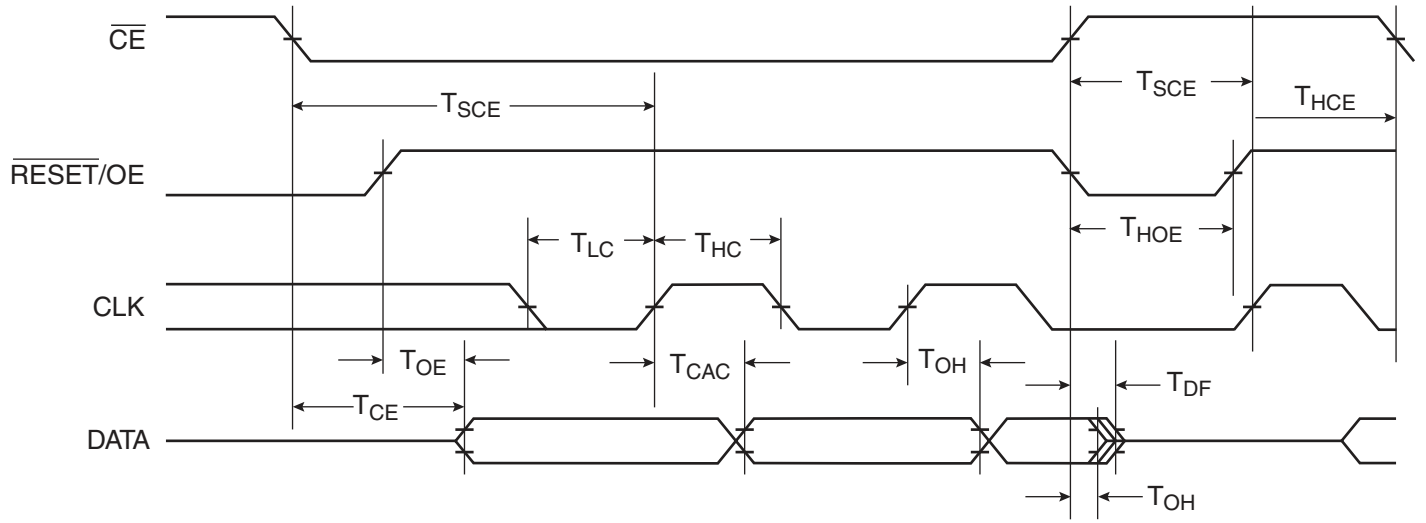 CE
T_SCE
T_SCE
T_HCE
RESET/OE
T_LC
T_HC
T_HOE
CLK
T_OE
T_CAC
T_OH
T_DF
T_CE
DATA
T_OH